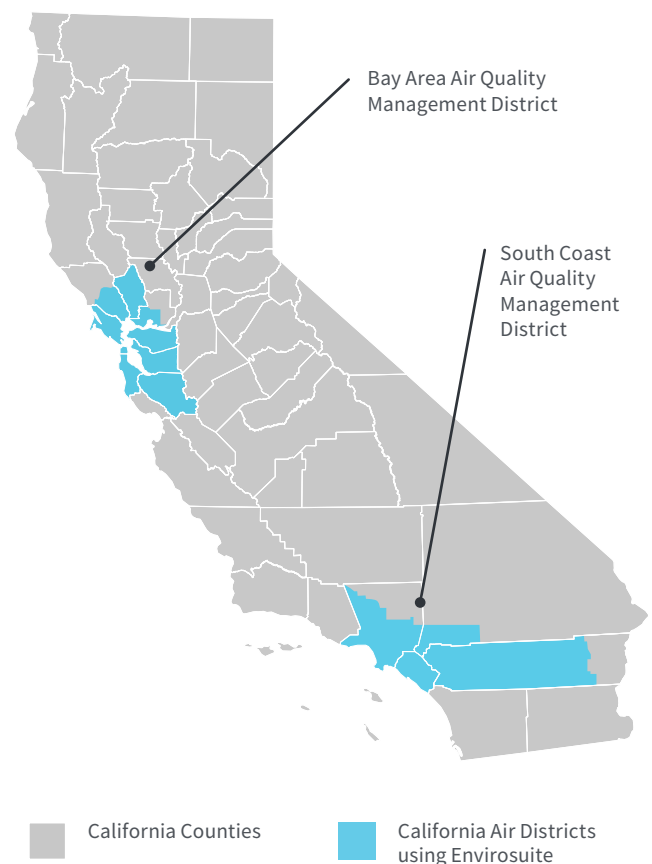 Bay Area Air Quality
Management District
South Coast
Air Quality
Management
District
California Counties
California Air Districts
using Envirosuite